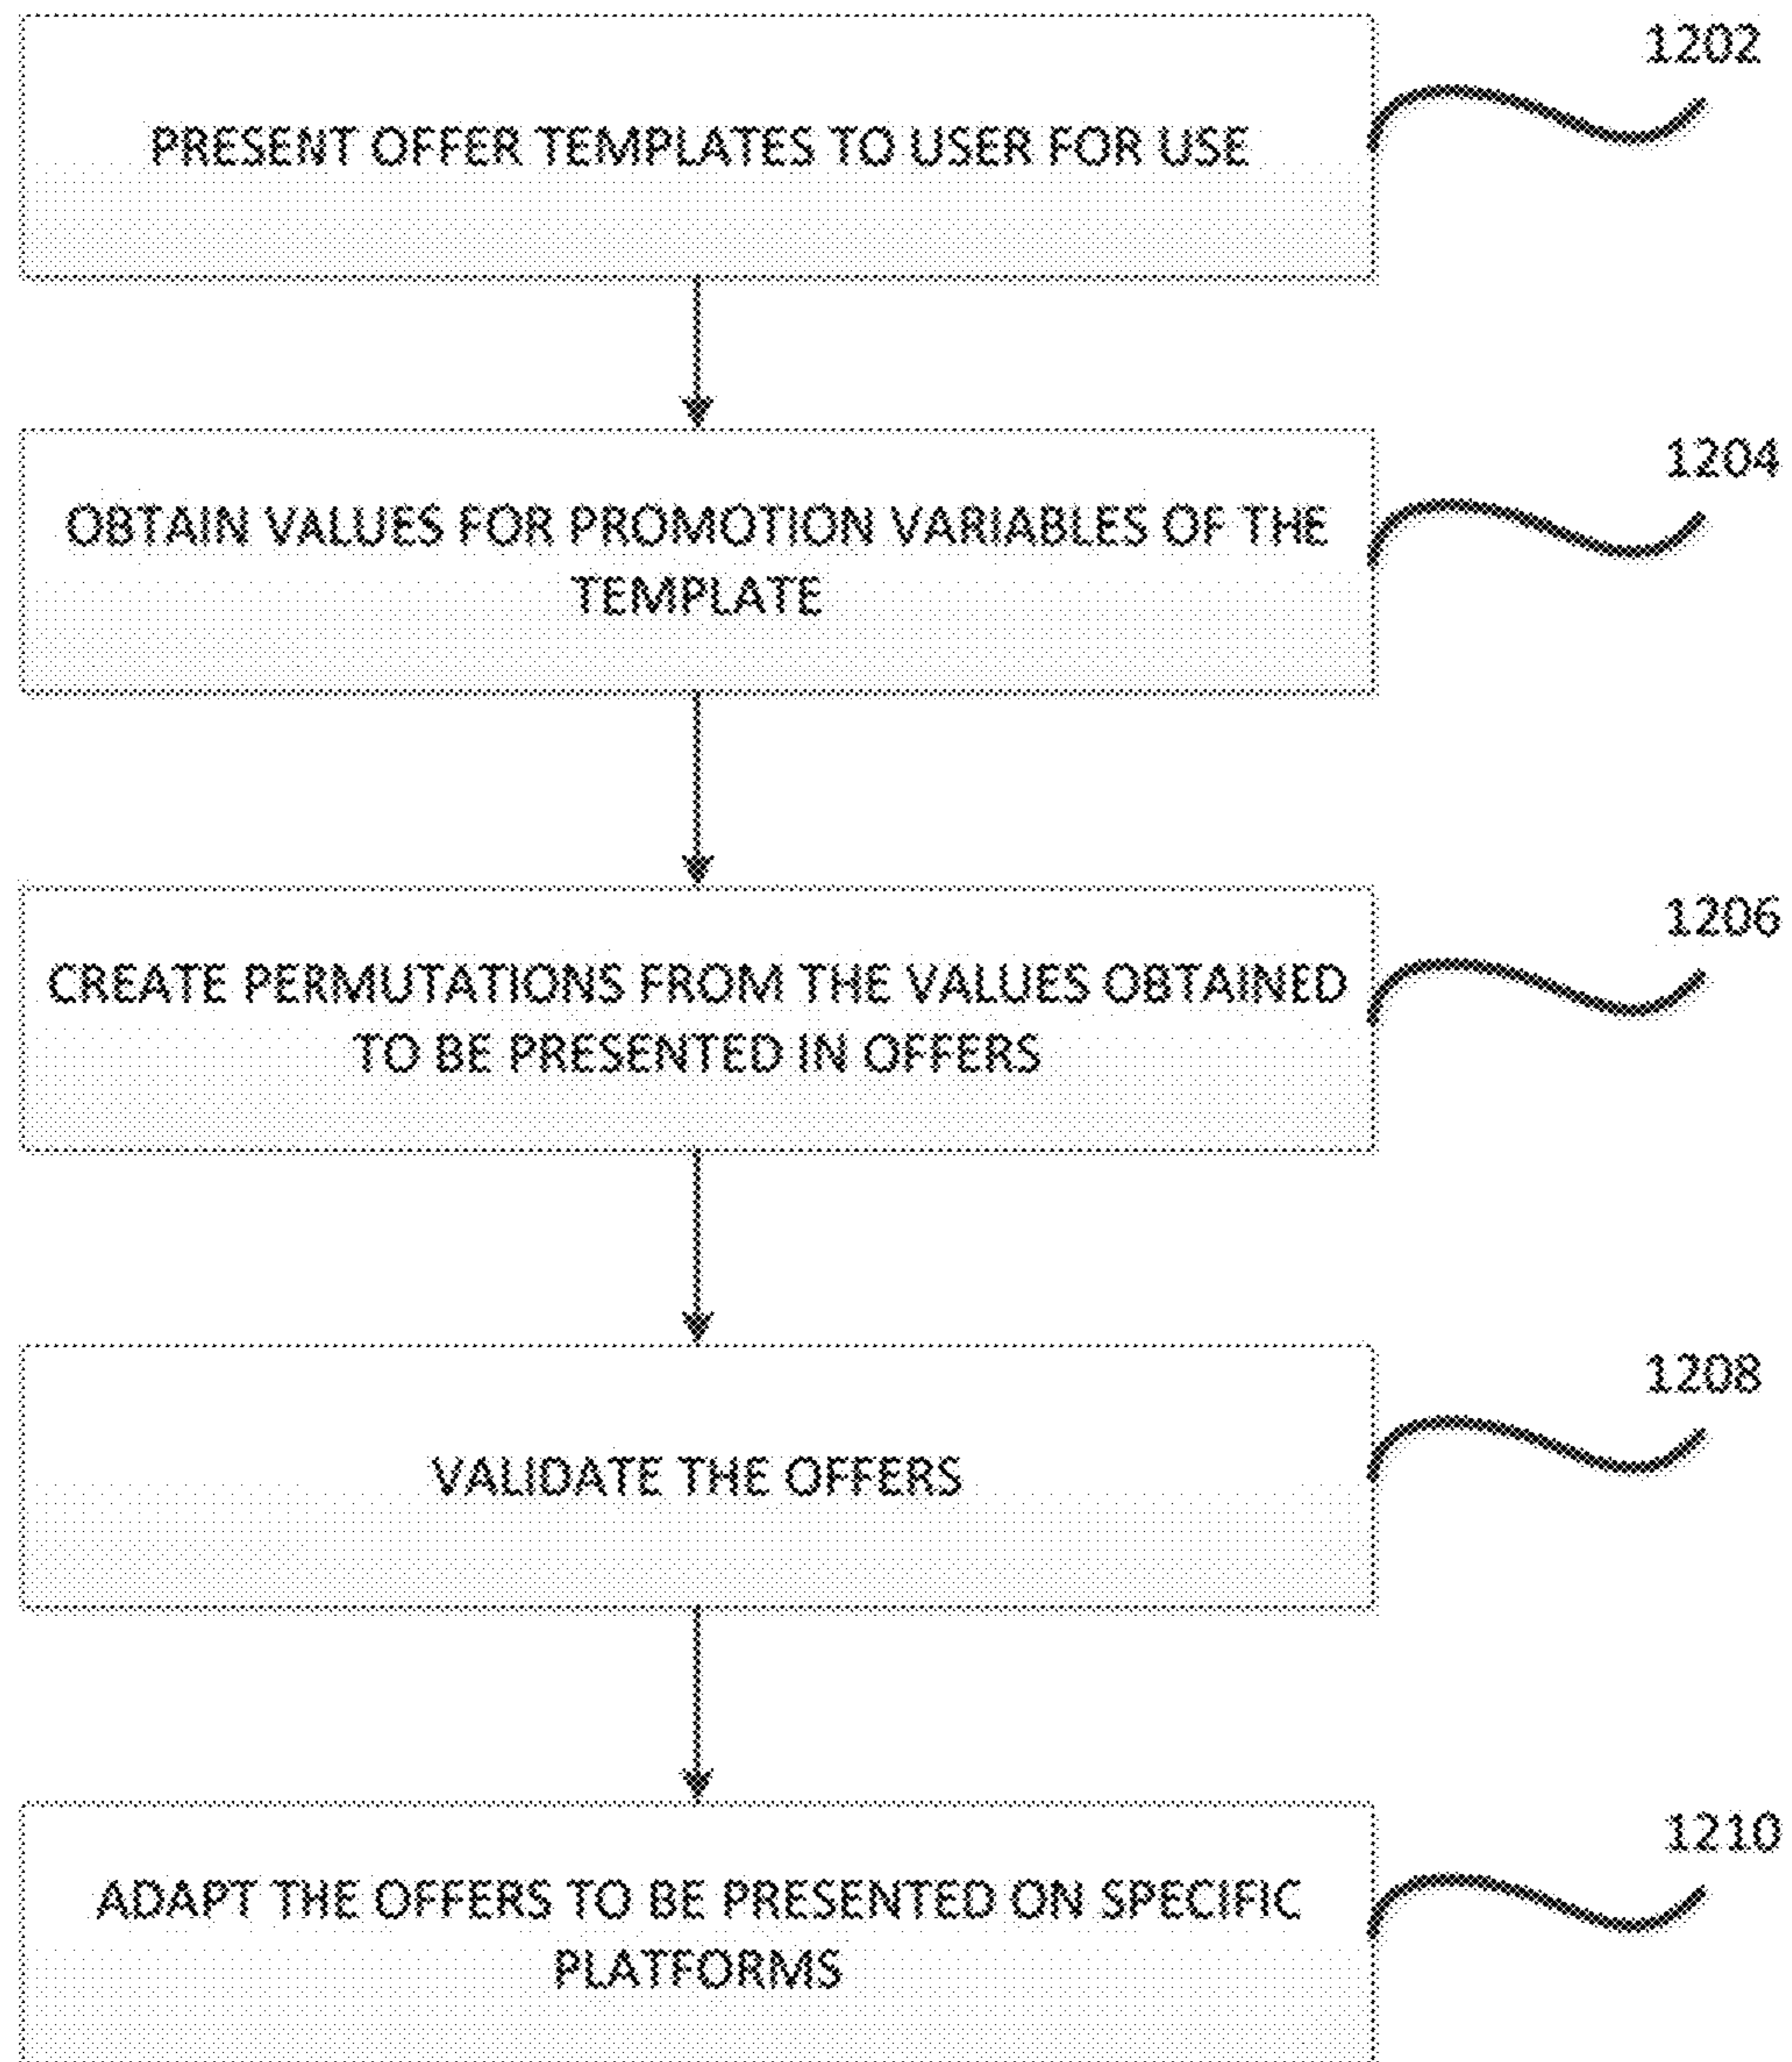 1202
PRESENT OFFER TEMPLATES TO USER FOR USE
1204
OBTAIN VALUES FOR PROMOTION VARIABLES OF THE
TEMPLATE
1206
CREATE PERMUTATIONS FROM THE VALUES OBTAINED
TO BE PRESENTED IN OFFERS
1208
VALIDATE THE OFFERS
1210
ADAPT THE OFFERS TO BE PRESENTED ON SPECIFIC
PLATFORMS